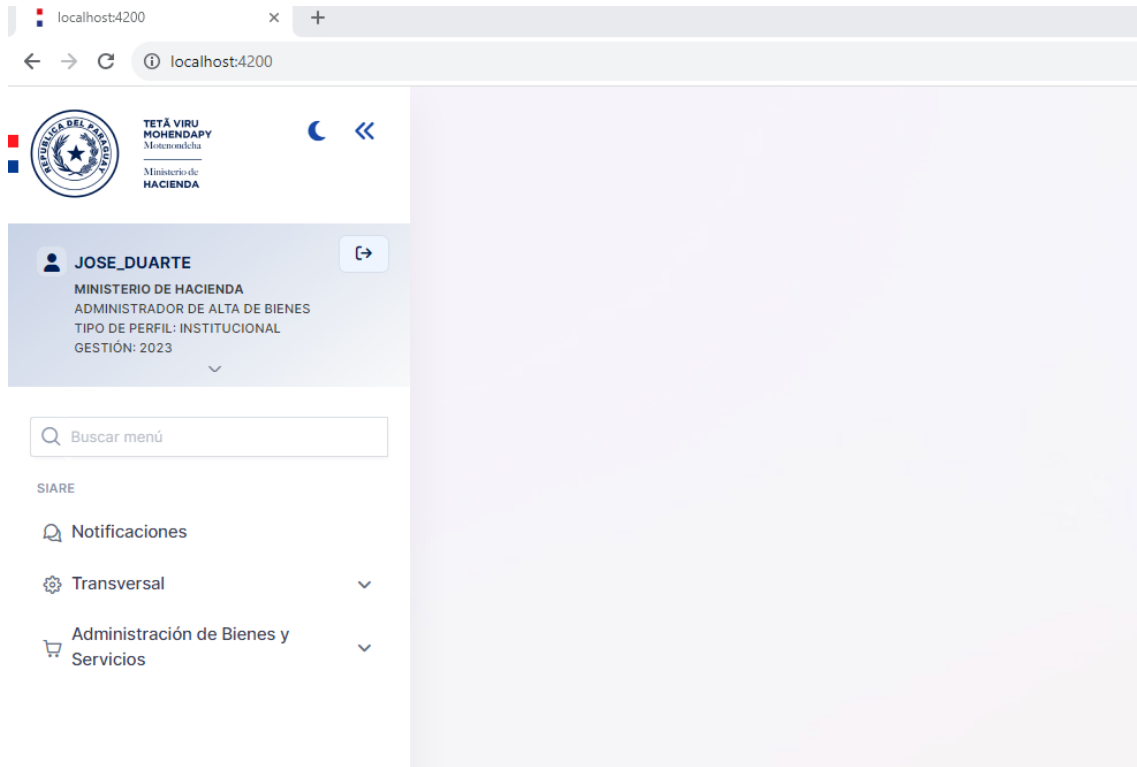 localhost:4200
localhost:4200
REPUBLICA DEL PARAGUAY
TETÃ VIRU
MOHENDAPY
Motenondeha
Ministerio de
HACIENDA
JOSE_DUARTE
MINISTERIO DE HACIENDA
ADMINISTRADOR DE ALTA DE BIENES
TIPO DE PERFIL: INSTITUCIONAL
GESTIÓN: 2023
Buscar menú
SIARE
Notificaciones
Transversal
Administración de Bienes y
Servicios